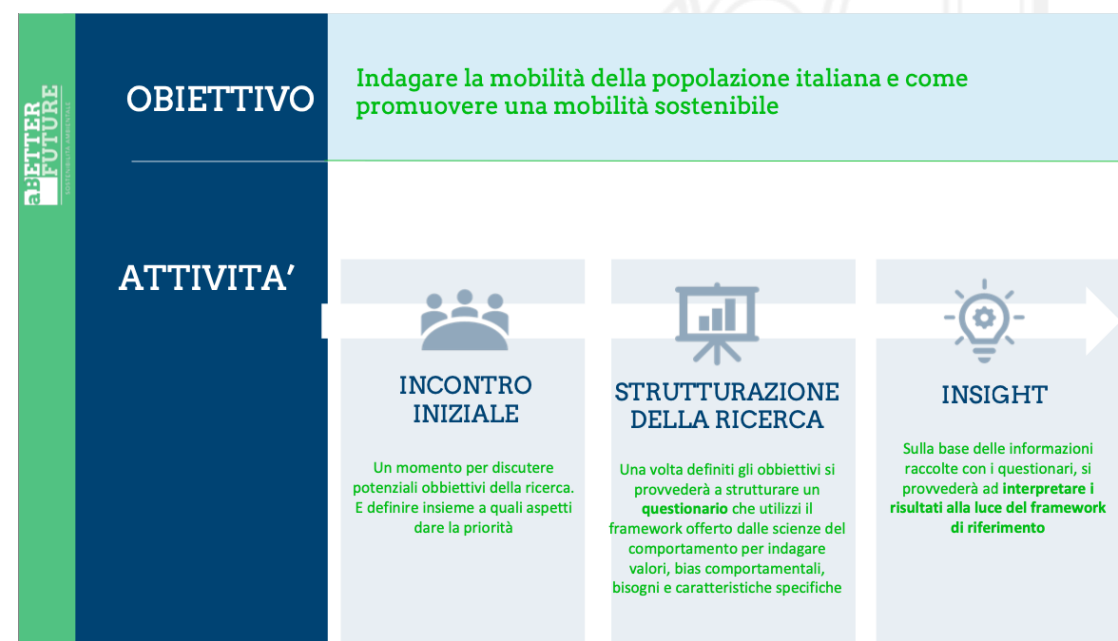 aBETTER
FUTURE
SOSTENIBILITÀ AMBIENTALE
OBIETTIVO
Indagare la mobilità della popolazione italiana e come
promuovere una mobilità sostenibile
ATTIVITA’
INCONTRO
INIZIALE
Un momento per discutere
potenziali obbiettivi della ricerca.
E definire insieme a quali aspetti
dare la priorità
STRUTTURAZIONE
DELLA RICERCA
Una volta definiti gli obbiettivi si
provvederà a strutturare un
questionario che utilizzi il
framework offerto dalle scienze del
comportamento per indagare
valori, bias comportamentali,
bisogni e caratteristiche specifiche
INSIGHT
Sulla base delle informazioni
raccolte con i questionari, si
provvederà ad interpretare i
risultati alla luce del framework
di riferimento